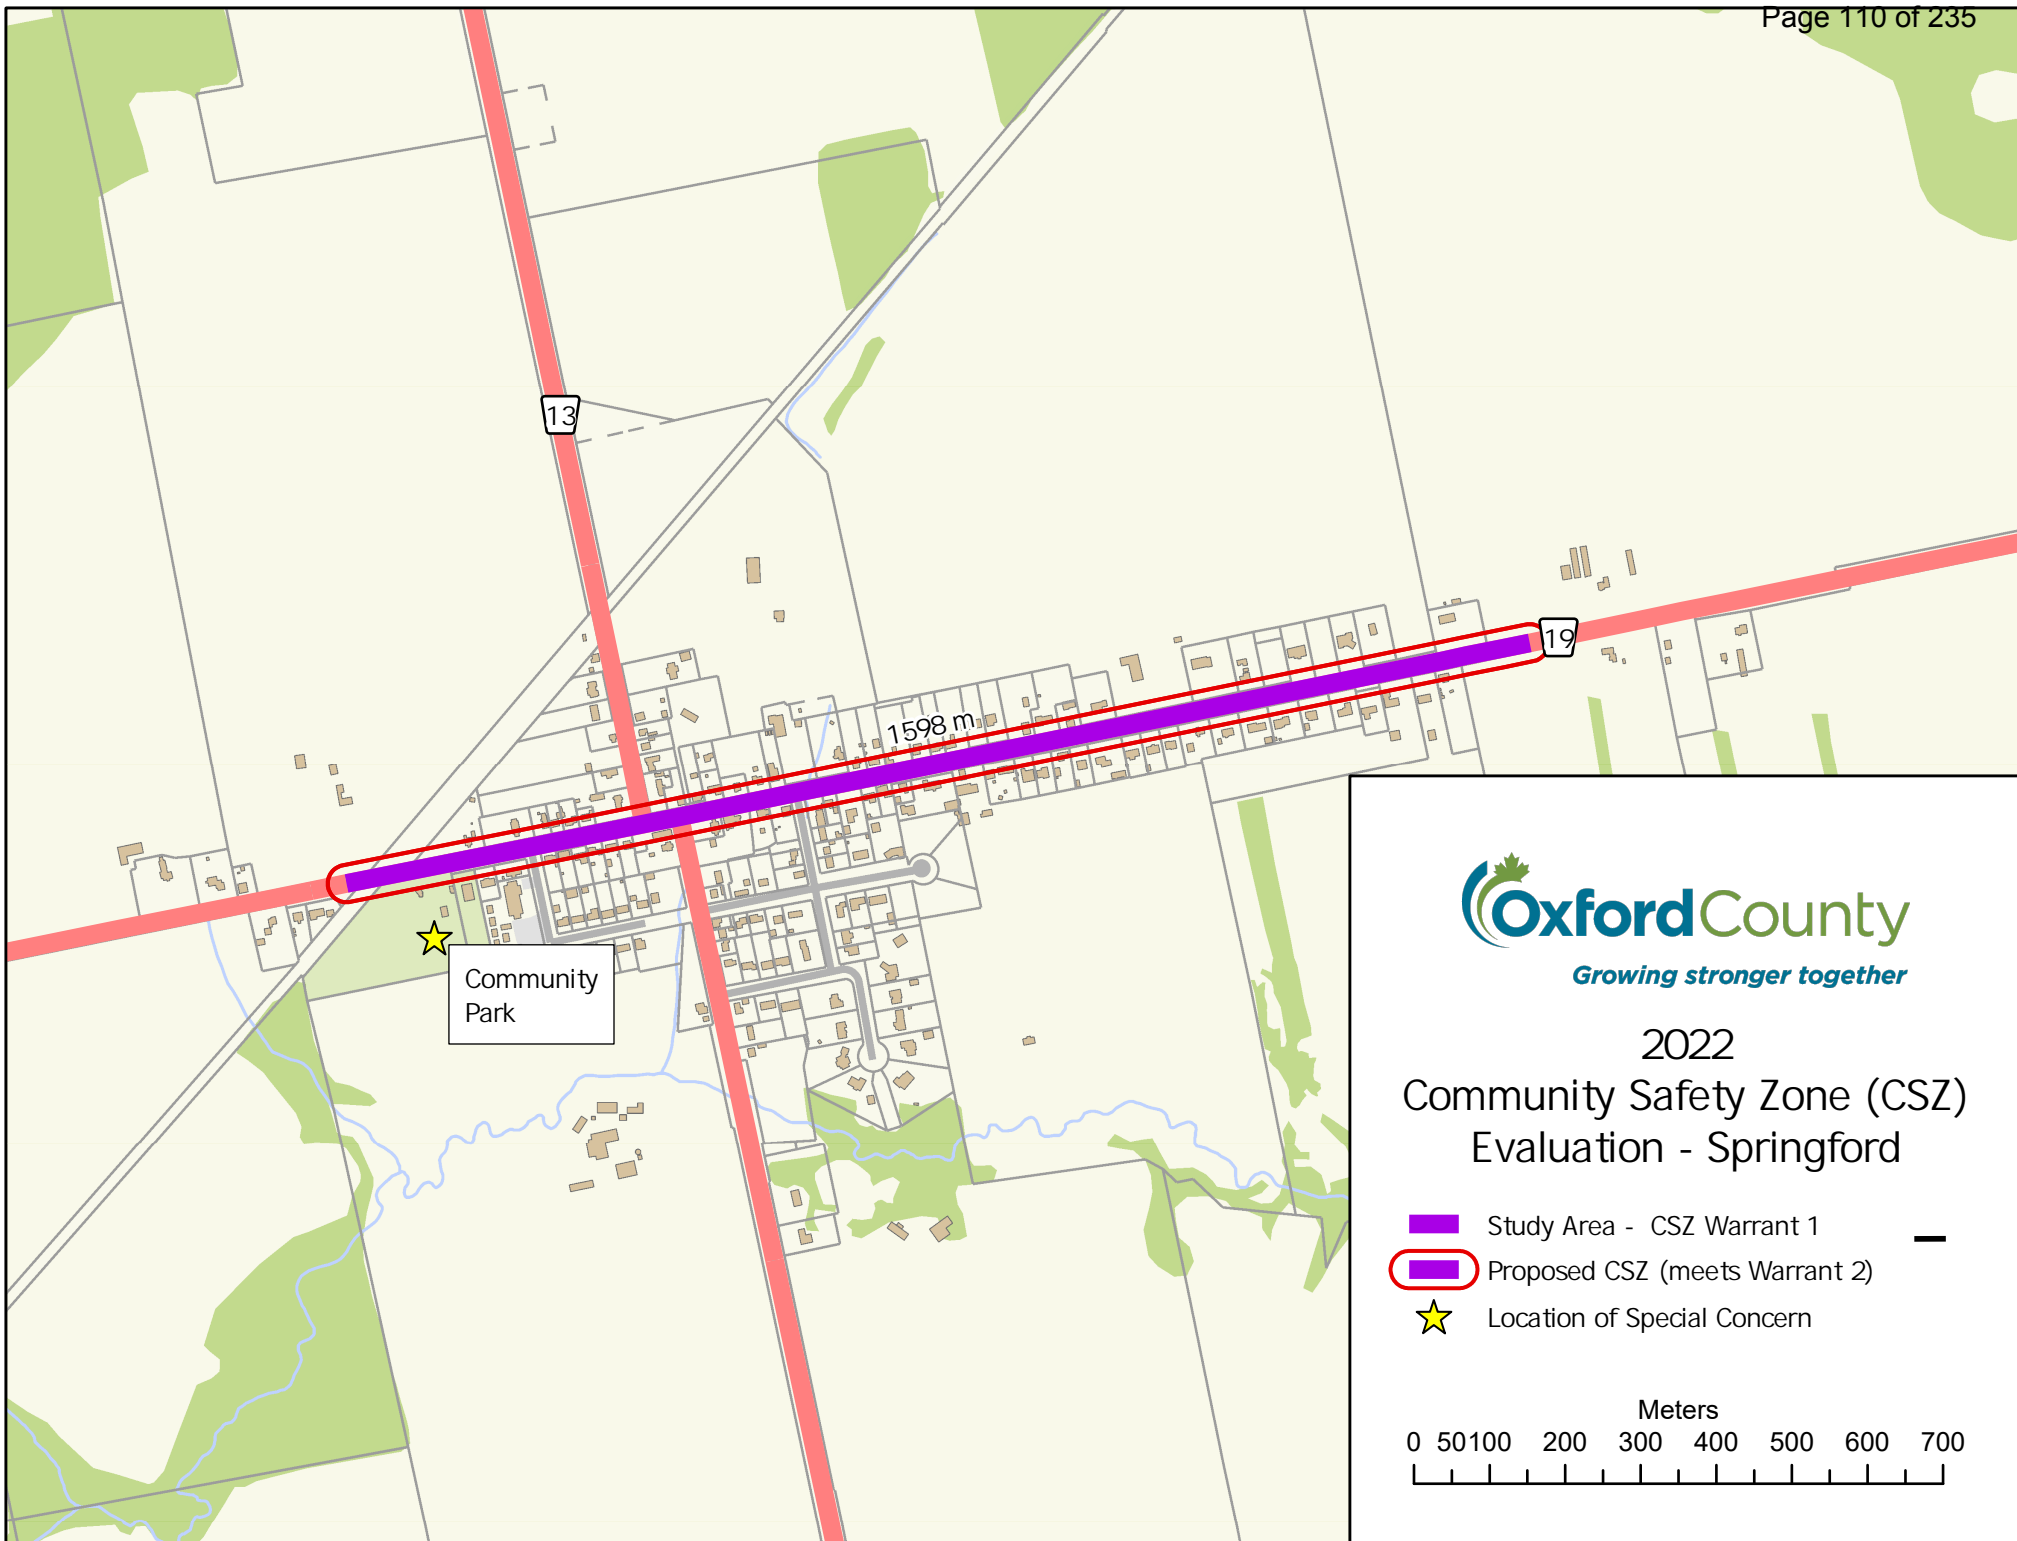 Page 110 of 235
13
19
1598 m
Community
Park
OxfordCounty
Growing stronger together
2022
Community Safety Zone (CSZ)
Evaluation - Springford
Study Area - CSZ Warrant 1
Proposed CSZ (meets Warrant 2)
Location of Special Concern
Meters
0 50100 200 300 400 500 600 700